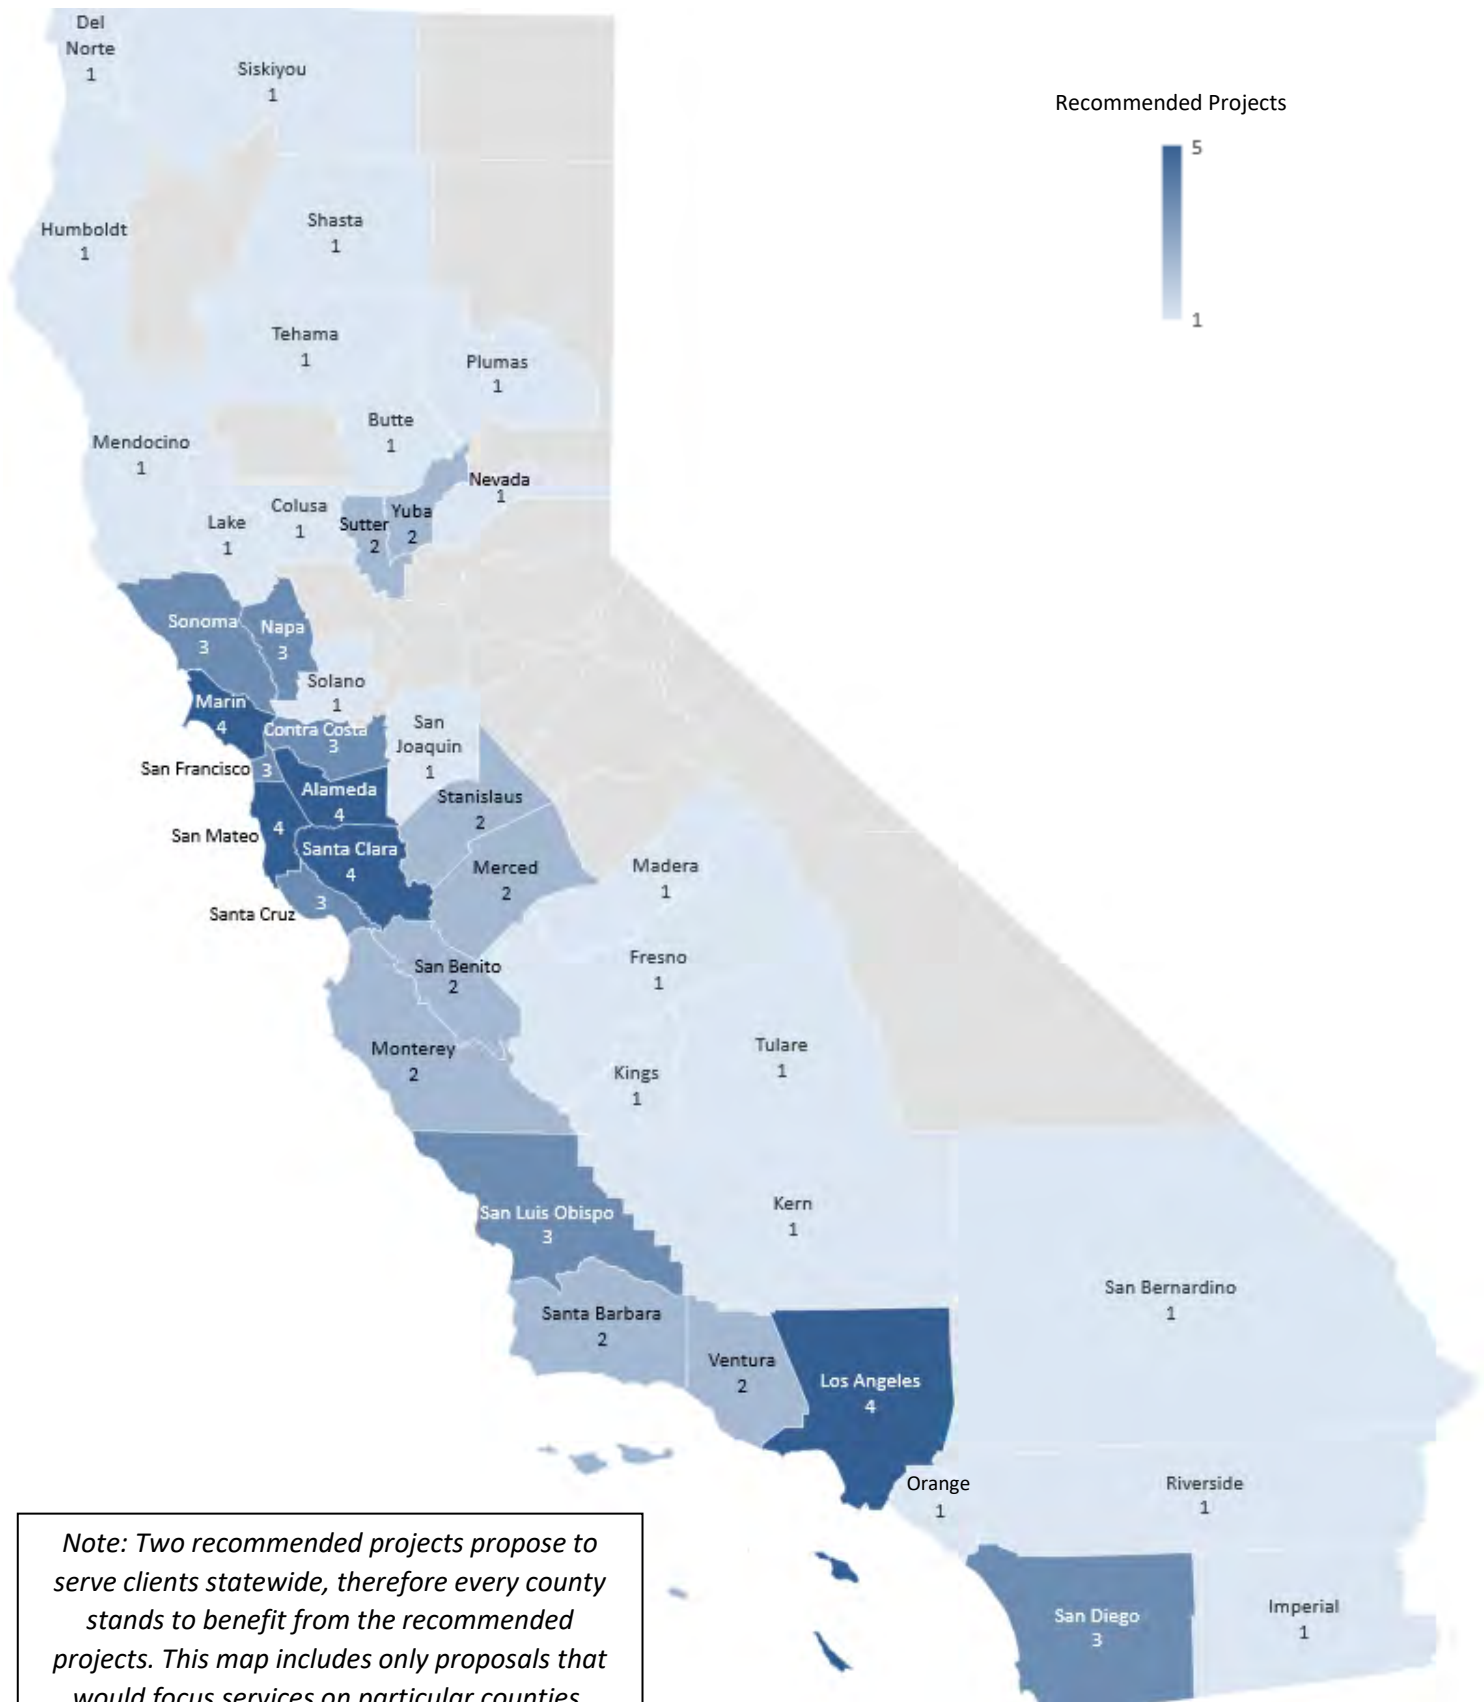 Del
Norte
1
Siskiyou
1
Recommended Projects
5
1
Humboldt
1
Shasta
1
Tehama
1
Plumas
1
Butte
1
Mendocino
1
Nevada
1
Lake
1
Colusa
1
Sutter
2
Yuba
2
Sonoma
3
Napa
3
Solano
1
Marin
4
Contra Costa
3
San
Joaquin
1
San Francisco
3
Alameda
4
Stanislaus
2
San Mateo
4
Santa Clara
4
Merced
2
Madera
1
Santa Cruz
3
San Benito
2
Fresno
1
Monterey
2
Kings
1
Tulare
1
San Luis Obispo
3
Kern
1
San Bernardino
1
Santa Barbara
2
Ventura
2
Los Angeles
4
Orange
1
Riverside
1
San Diego
3
Imperial
1
Note: Two recommended projects propose to
serve clients statewide, therefore every county
stands to benefit from the recommended
projects. This map includes only proposals that
would focus services on particular counties